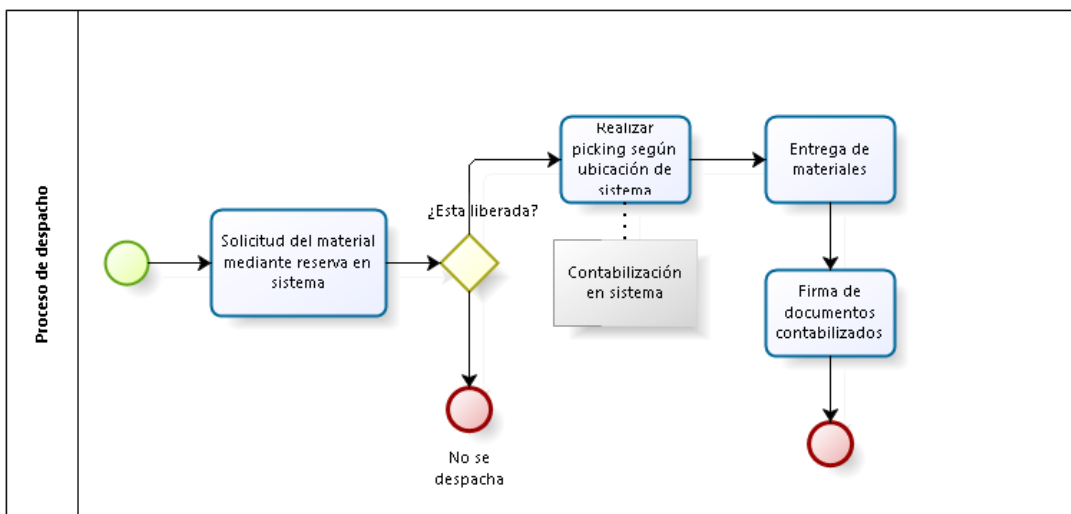 Proceso de despacho
Solicitud del material
mediante reserva en
sistema
¿Esta liberada?
No se
despacha
Realizar
picking según
ubicación de
sistema
Contabilización
en sistema
Entrega de
materiales
Firma de
documentos
contabilizados